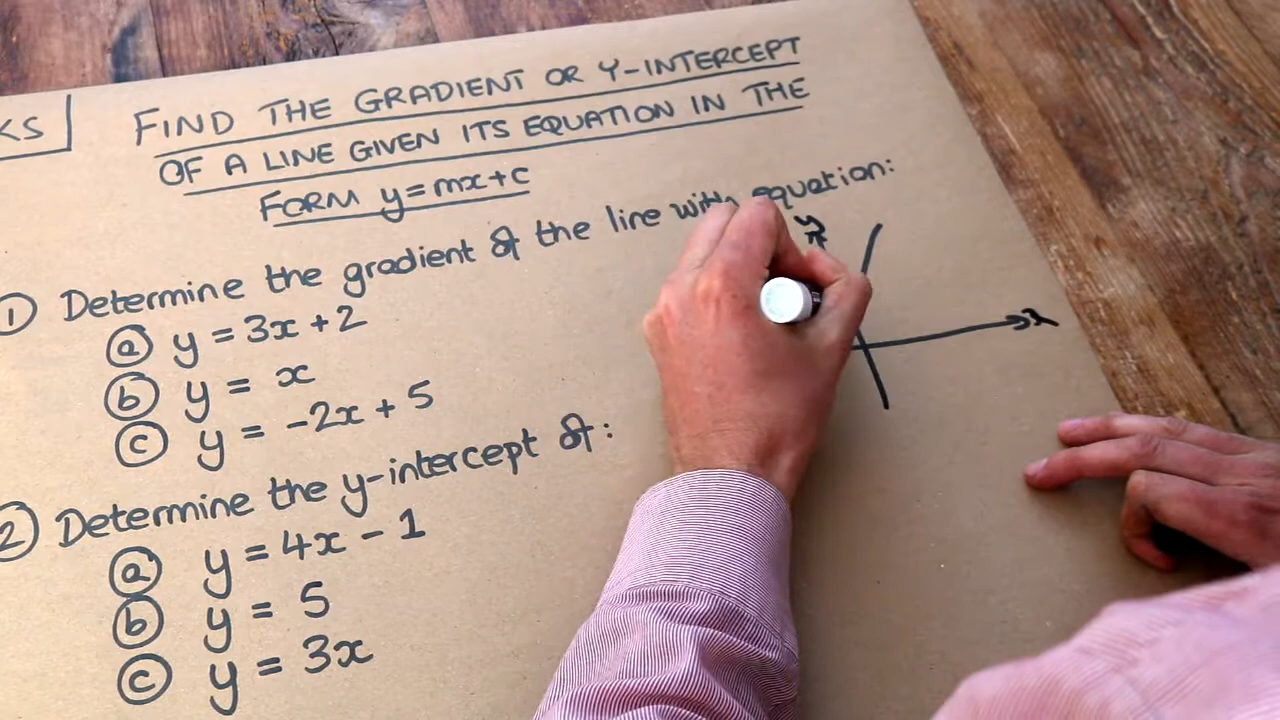 KS
FIND THE GRADIENT OR Y-INTERCEPT
OF A LINE GIVEN ITS EQUATION IN THE
FORM y=mx+c
① Determine the gradient of the line with equation:
ⓐ y = 3x + 2
ⓑ y = x
ⓒ y = -2x + 5
② Determine the y-intercept of:
ⓐ y = 4x - 1
ⓑ y = 5
ⓒ y = 3x
y
x